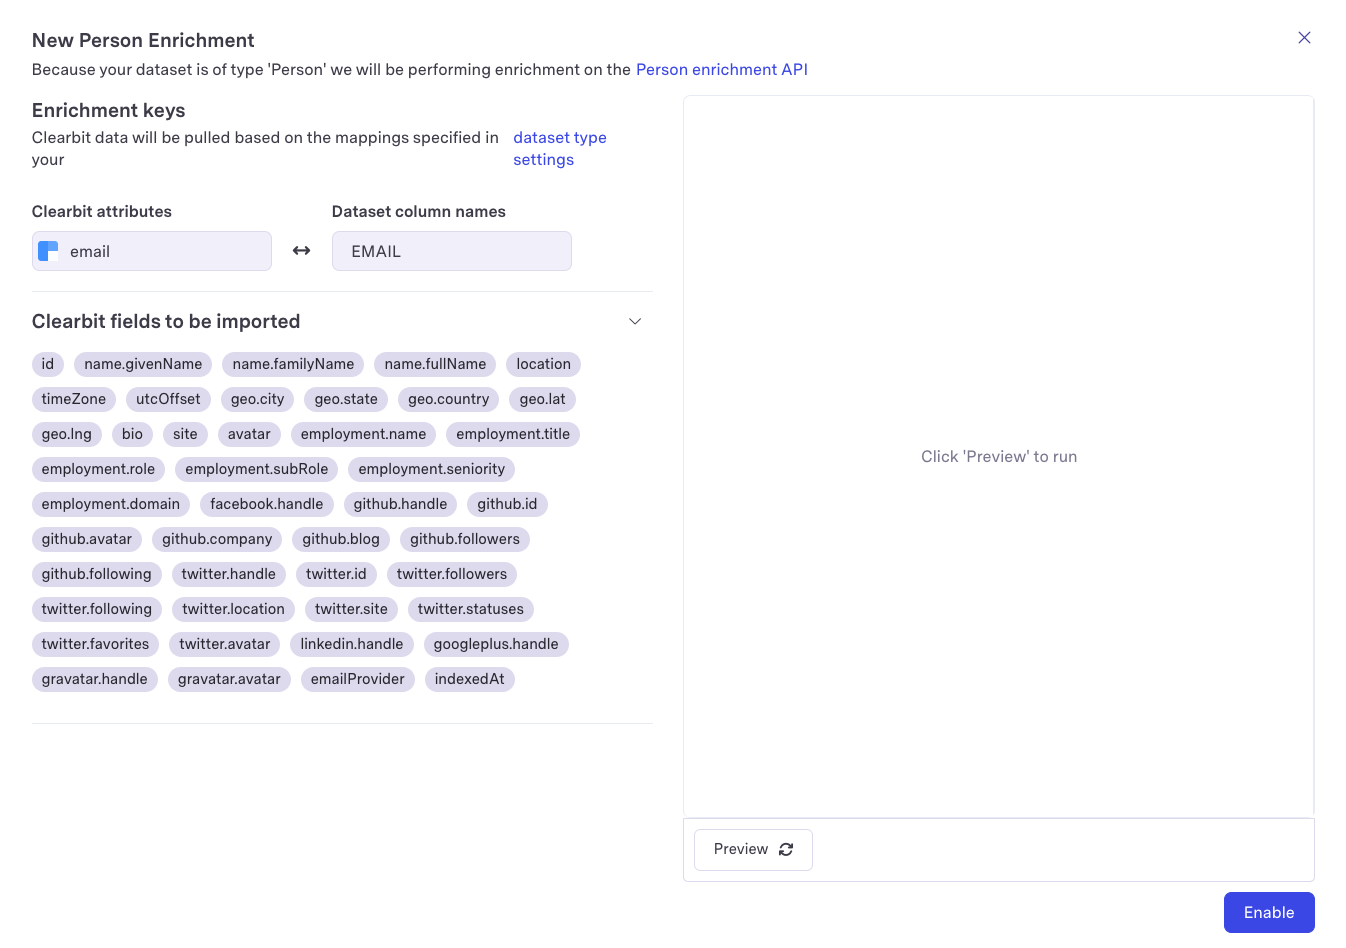 New Person Enrichment
Because your dataset is of type 'Person' we will be performing enrichment on the Person enrichment API
Enrichment keys
Clearbit data will be pulled based on the mappings specified in your dataset type settings
Clearbit attributes
Dataset column names
email
EMAIL
Clearbit fields to be imported
id name.givenName name.familyName name.fullName location
timeZone utcOffset geo.city geo.state geo.country geo.lat
geo.lng bio site avatar employment.name employment.title
employment.role employment.subRole employment.seniority
employment.domain facebook.handle github.handle github.id
github.avatar github.company github.blog github.followers
github.following twitter.handle twitter.id twitter.followers
twitter.following twitter.location twitter.site twitter.statuses
twitter.favorites twitter.avatar linkedin.handle googleplus.handle
gravatar.handle gravatar.avatar emailProvider indexedAt
Click 'Preview' to run
Preview
Enable